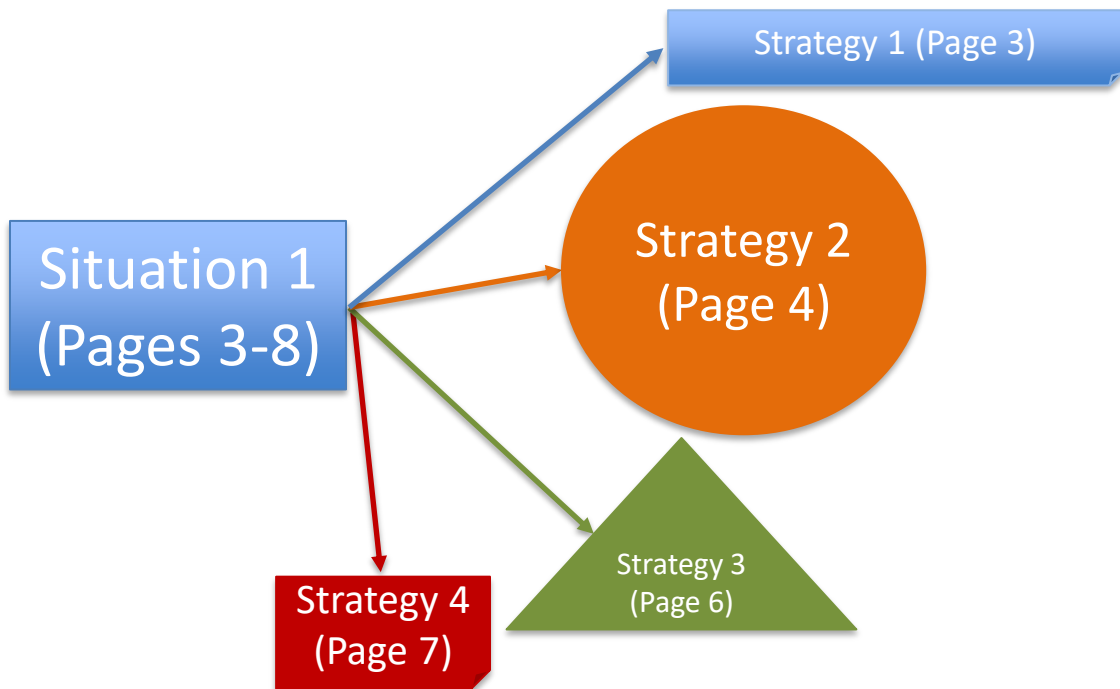 Strategy 1 (Page 3)
Situation 1
(Pages 3-8)
Strategy 2
(Page 4)
Strategy 3
(Page 6)
Strategy 4
(Page 7)